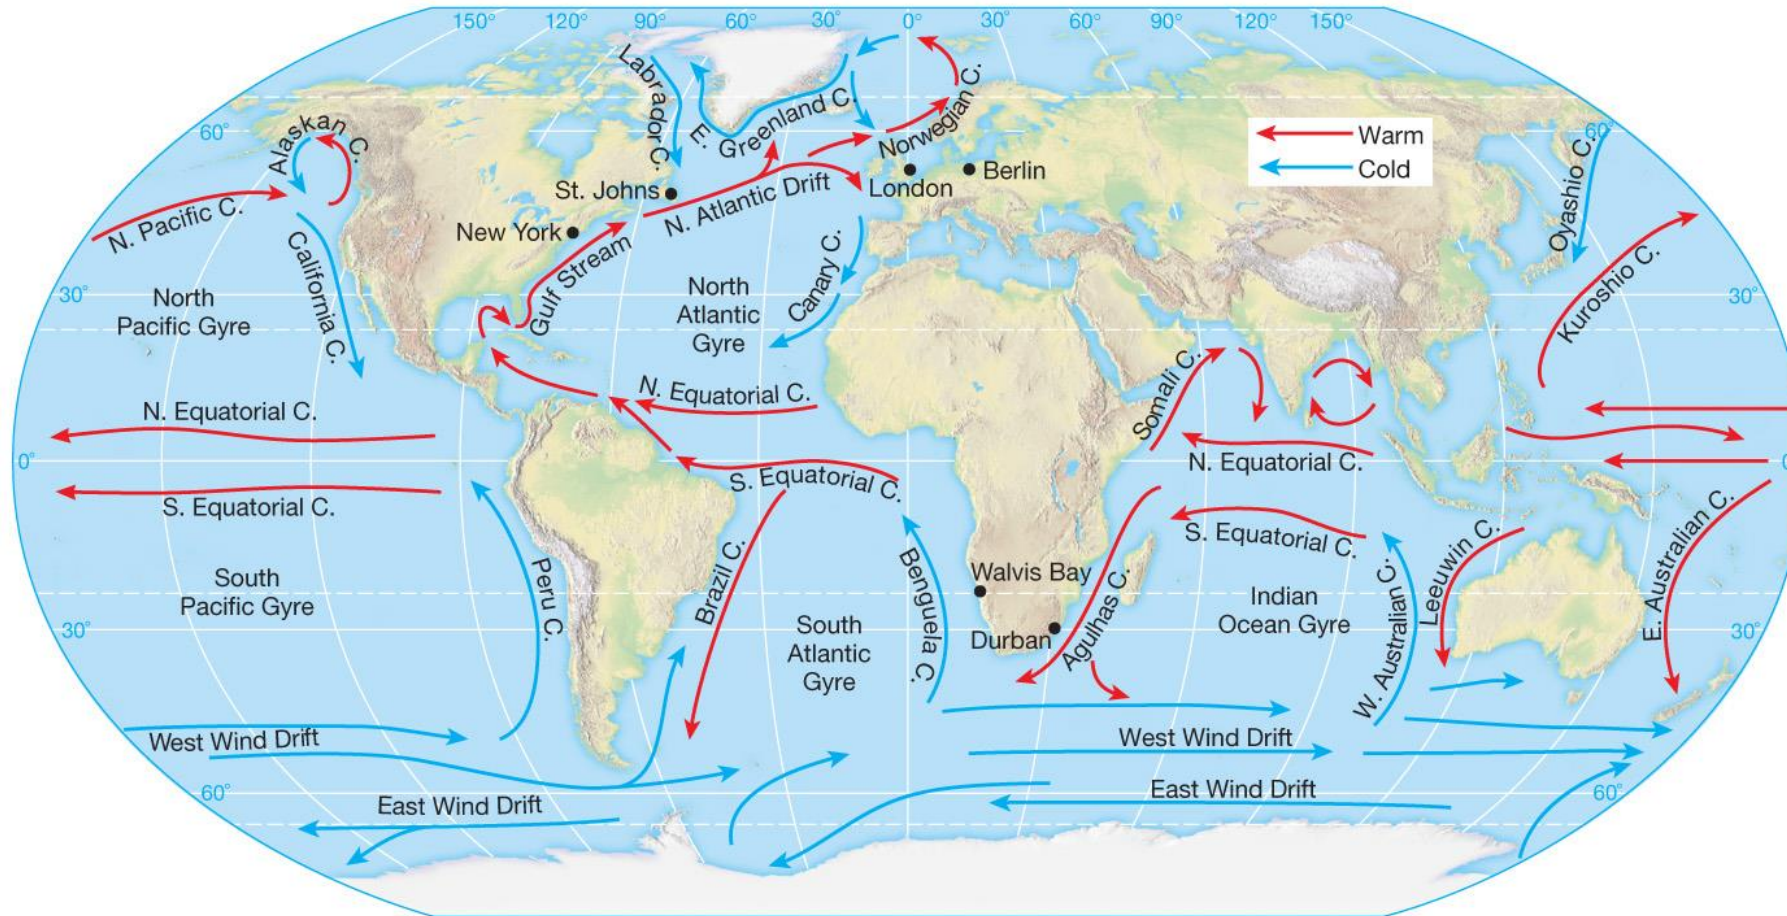 150°
120°
90°
60°
30°
0°
30°
60°
90°
120°
150°
Labrador C.
E. Greenland C.
Norwegian C.
Alaskan C.
60°
60°
Warm
Cold
Oyashio C.
St. Johns
London
Berlin
N. Pacific C.
N. Atlantic Drift
New York
Gulf Stream
California C.
Canary C.
Kuroshio C.
30°
30°
North
Pacific Gyre
North
Atlantic
Gyre
Somali C.
N. Equatorial C.
N. Equatorial C.
N. Equatorial C.
0°
0
S. Equatorial C.
S. Equatorial C.
S. Equatorial C.
E. Australian C.
Leeuwin C.
South
Pacific Gyre
Peru C.
Brazil C.
Benguela C.
Walvis Bay
Durban
Agulhas C.
Indian
Ocean Gyre
W. Australian C.
30°
30°
South
Atlantic
Gyre
West Wind Drift
West Wind Drift
60°
60°
East Wind Drift
East Wind Drift